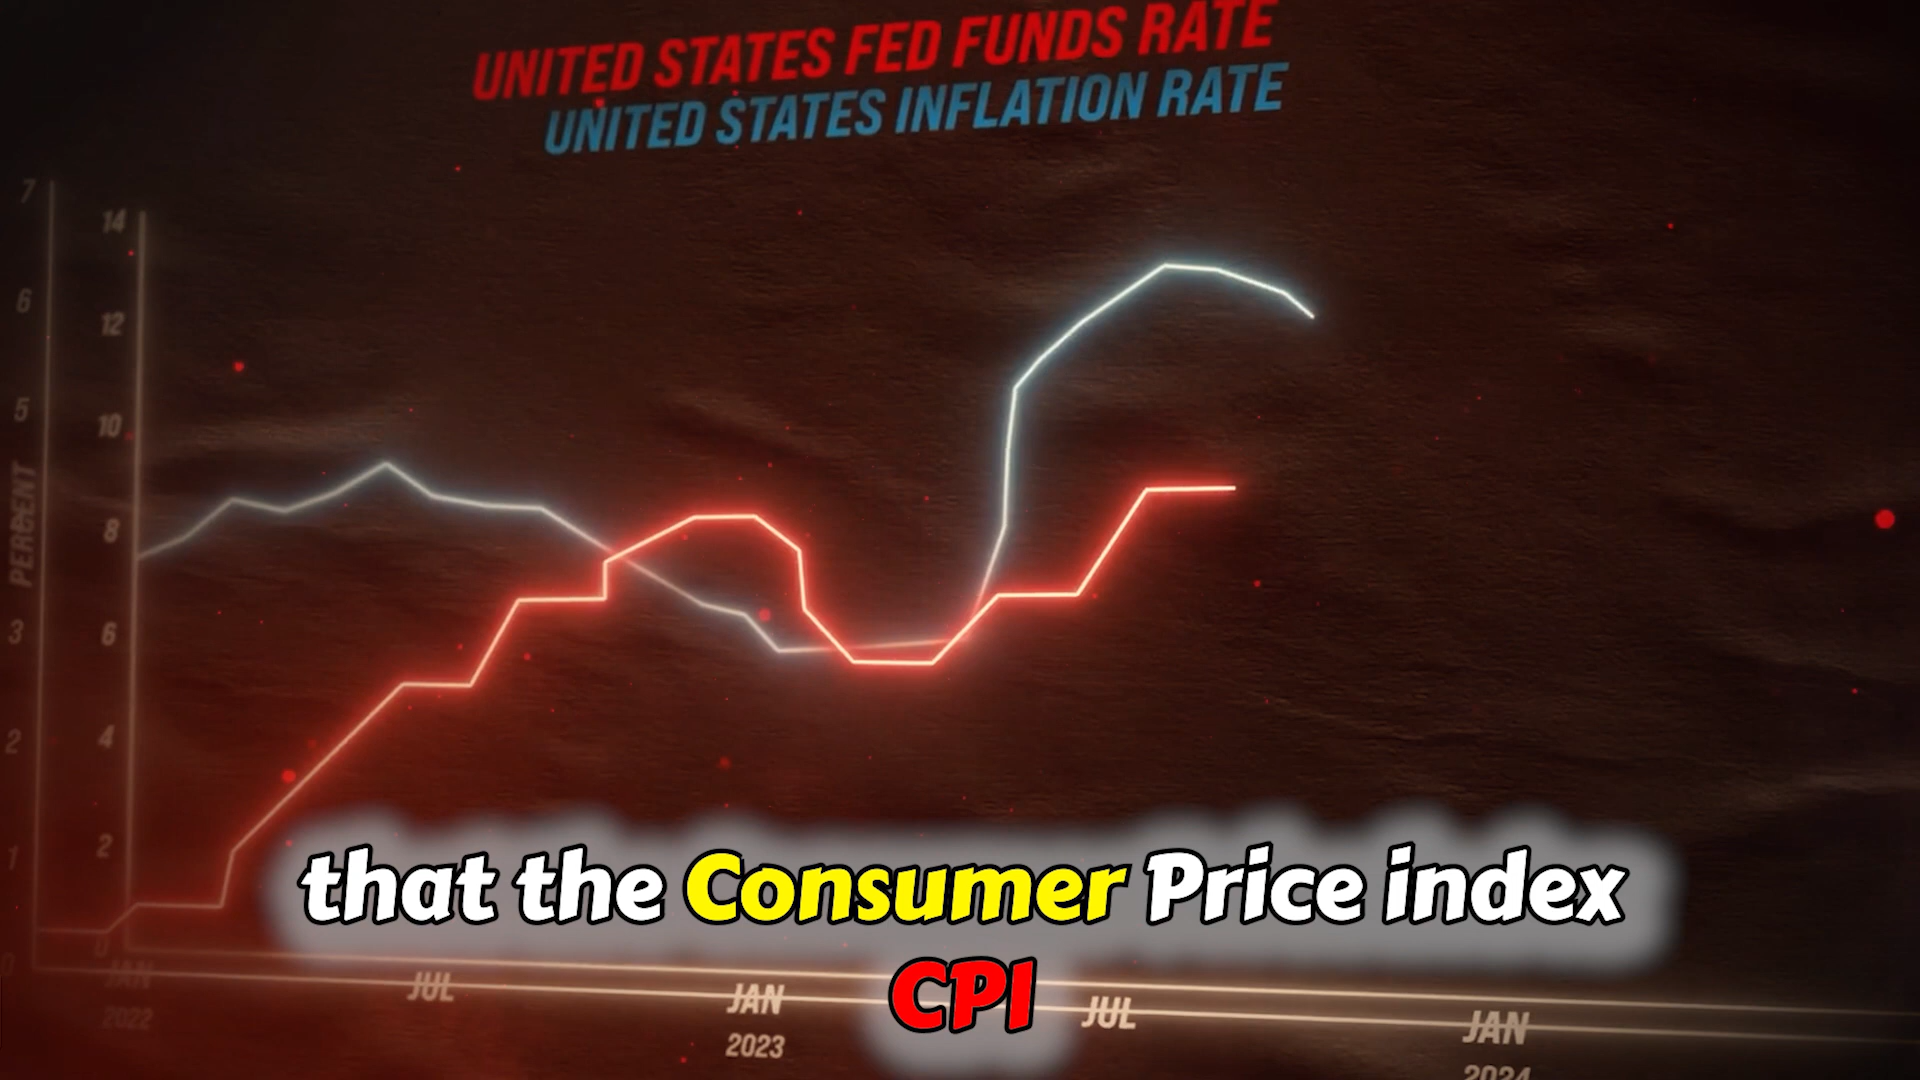 UNITED STATES FED FUNDS RATE
UNITED STATES INFLATION RATE
7
14
6
12
5
10
PERCENT
8
3
6
2
4
1
2
0
0
that the Consumer Price index
CPI
JAN
JUL
JAN
JUL
JAN
2022
2023
2024